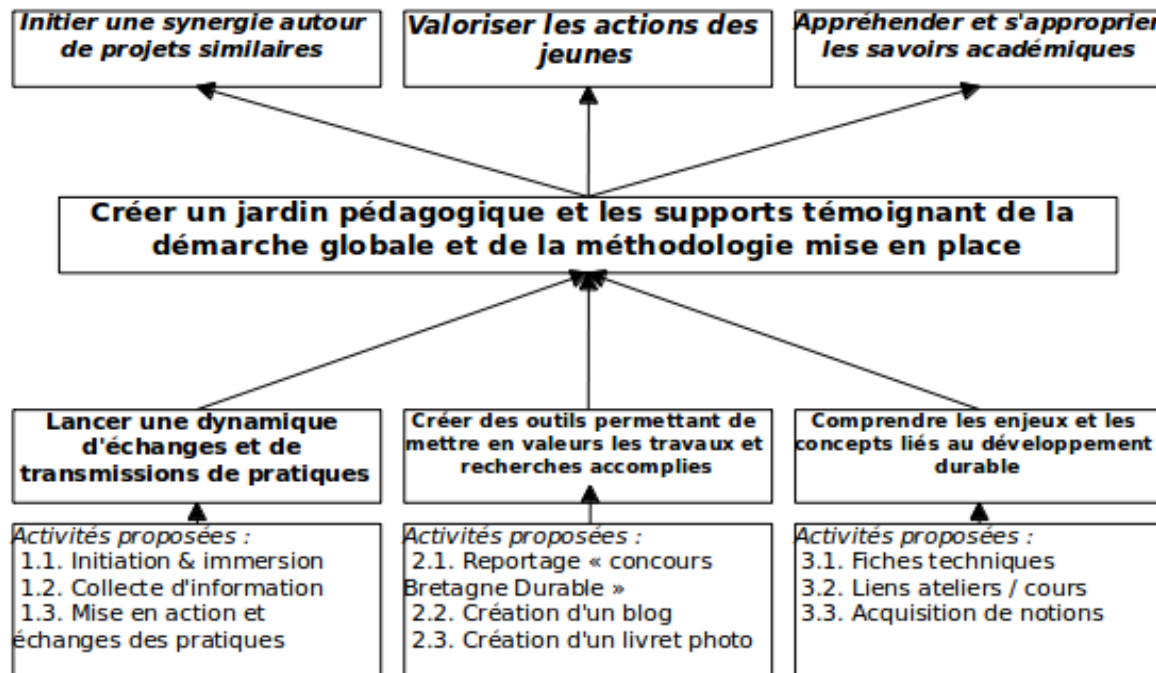 Initier une synergie autour
de projets similaires
Valoriser les actions des
jeunes
Appréhender et s'approprier
les savoirs académiques
Créer un jardin pédagogique et les supports témoignant de la
démarche globale et de la méthodologie mise en place
Lancer une dynamique
d'échanges et de
transmissions de pratiques
Créer des outils permettant de
mettre en valeurs les travaux et
recherches accomplies
Comprendre les enjeux et les
concepts liés au développement
durable
Activités proposées :
1.1. Initiation & immersion
1.2. Collecte d'information
1.3. Mise en action et
échanges des pratiques
Activités proposées :
2.1. Reportage « concours
Bretagne Durable »
2.2. Création d'un blog
2.3. Création d'un livret photo
Activités proposées :
3.1. Fiches techniques
3.2. Liens ateliers / cours
3.3. Acquisition de notions